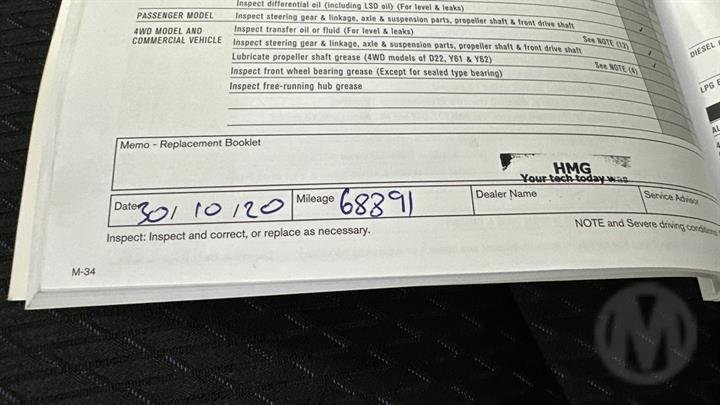 Inspect differential oil (including LSD oil) (For level & leaks)
PASSENGER MODEL Inspect steering gear & linkage, axle & suspension parts, propeller shaft & front drive shaft
4WD MODEL AND COMMERCIAL VEHICLE
Inspect transfer oil or fluid (For level & leaks)
Inspect steering gear & linkage, axle & suspension parts, propeller shaft & front drive shaft See NOTE (12)
Lubricate propeller shaft grease (4WD models of D22, Y61 & Y62)
Inspect front wheel bearing grease (Except for sealed type bearing) See NOTE (4)
Inspect free-running hub grease
DIESEL
LPG
AL
Memo - Replacement Booklet
HMG
Your tech today was
Date 30/10/20
Mileage 68891
Dealer Name
Service Advisor
Inspect: Inspect and correct, or replace as necessary.
NOTE and Severe driving
M-34
M